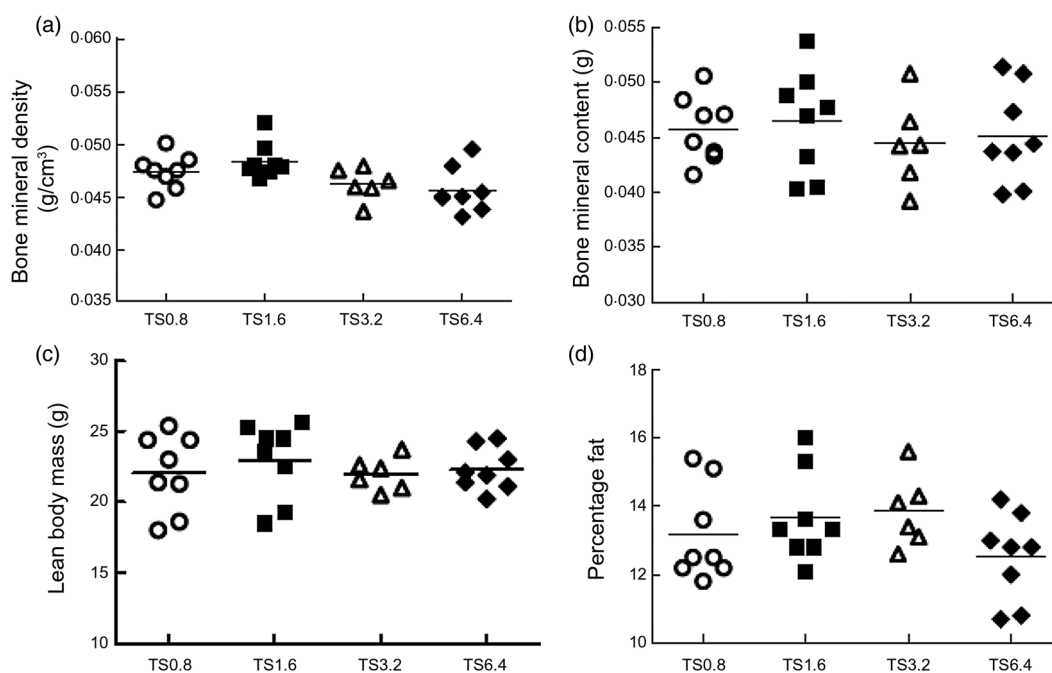 (a)
Bone mineral density
(g/cm³)
0·060
0·055
0·050
0·045
0·040
0·035
TS0.8 TS1.6 TS3.2 TS6.4
(b)
Bone mineral content (g)
0·055
0·050
0·045
0·040
0·035
0·030
TS0.8 TS1.6 TS3.2 TS6.4
(c)
Lean body mass (g)
30
25
20
15
10
TS0.8 TS1.6 TS3.2 TS6.4
(d)
Percentage fat
18
16
14
12
10
TS0.8 TS1.6 TS3.2 TS6.4